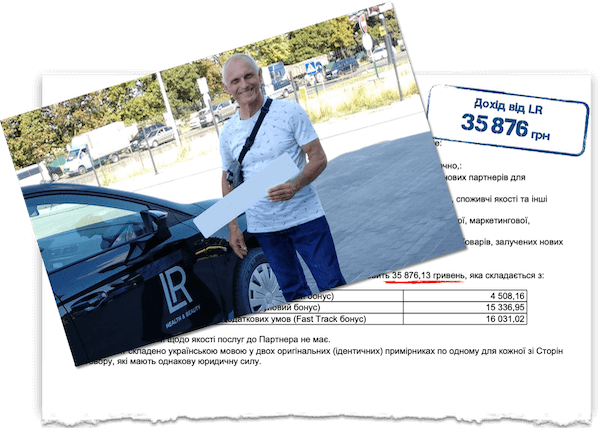 Дохід від LR
35 876 грн
е:
чно,:
нових партнерів для
, споживчі якості та інші
ої, маркетингової,
оварів, залучених нових
ить 35 876,13 гривень, яка складається з:
й бонус) 4 508,16
овий бонус) 15 336,95
одаткових умов (Fast Track бонус) 16 031,02
щодо якості послуг до Партнера не має.
складено українською мовою у двох оригінальних (ідентичних) примірниках по одному для кожної зі Сторін
вору, які мають однакову юридичну силу.
LR
HEALTH & BEAUTY